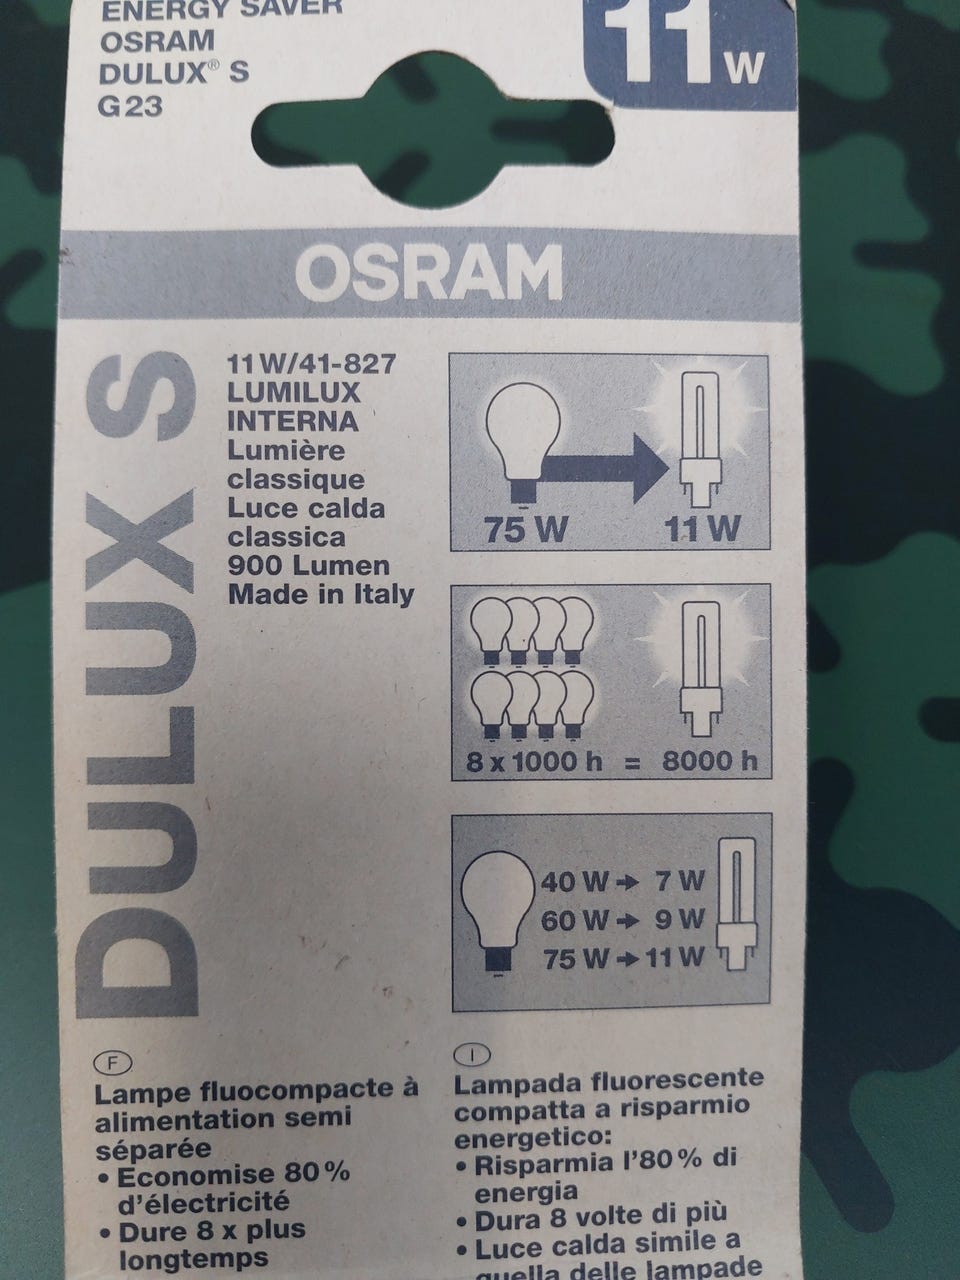 ENERGY SAVER
OSRAM
DULUX® S
G23
11 W
OSRAM
DULUX S
11 W/41-827
LUMILUX
INTERNA
Lumière
classique
Luce calda
classica
900 Lumen
Made in Italy
75 W 11 W
8 x 1000 h = 8000 h
40 W → 7 W
60 W → 9 W
75 W → 11 W
F
Lampe fluocompacte à
alimentation semi
séparée
• Economise 80 %
d'électricité
• Dure 8 x plus
longtemps
I
Lampada fluorescente
compatta a risparmio
energetico:
• Risparmia l'80 % di
energia
• Dura 8 volte di più
• Luce calda simile a
quella delle lampade